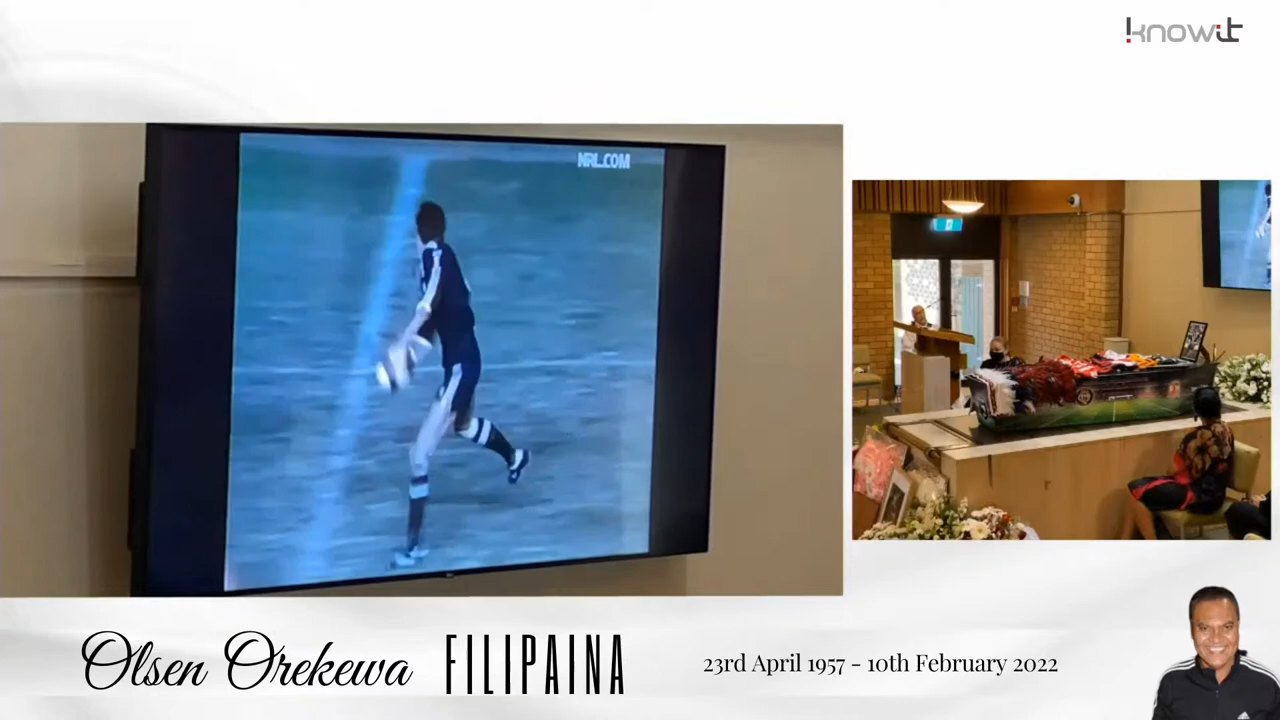 !knowit
NRL.COM
Olsen Orekewa FILIPAINA
23rd April 1957 - 10th February 2022